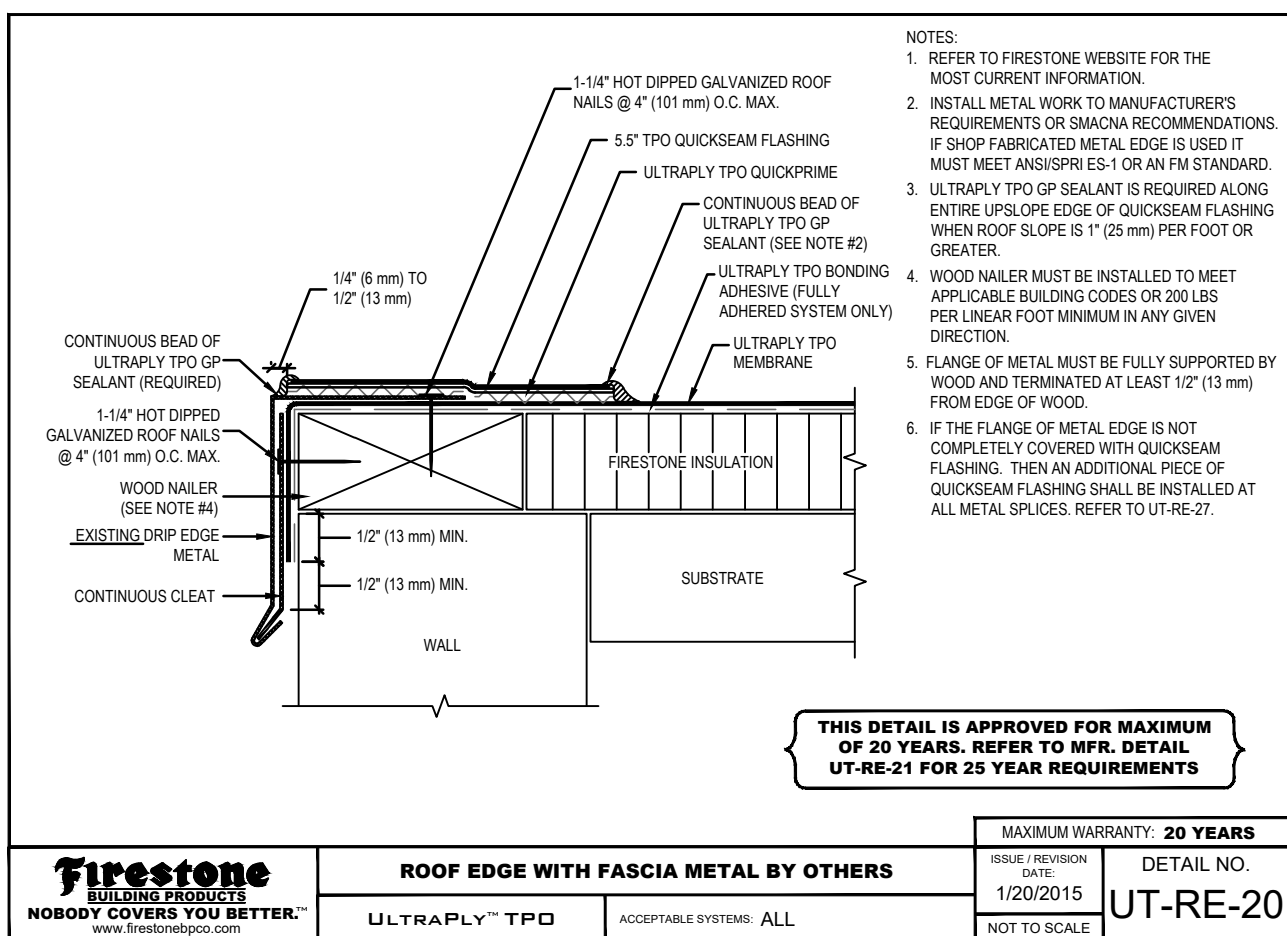 1-1/4" HOT DIPPED GALVANIZED ROOF
NAILS @ 4" (101 mm) O.C. MAX.
5.5" TPO QUICKSEAM FLASHING
ULTRAPLY TPO QUICKPRIME
CONTINUOUS BEAD OF
ULTRAPLY TPO GP
SEALANT (SEE NOTE #2)
ULTRAPLY TPO BONDING
ADHESIVE (FULLY
ADHERED SYSTEM ONLY)
ULTRAPLY TPO
MEMBRANE
1/4" (6 mm) TO
1/2" (13 mm)
CONTINUOUS BEAD OF
ULTRAPLY TPO GP
SEALANT (REQUIRED)
1-1/4" HOT DIPPED
GALVANIZED ROOF NAILS
@ 4" (101 mm) O.C. MAX.
WOOD NAILER
(SEE NOTE #4)
EXISTING DRIP EDGE
METAL
CONTINUOUS CLEAT
FIRESTONE INSULATION
1/2" (13 mm) MIN.
1/2" (13 mm) MIN.
SUBSTRATE
WALL
NOTES:
1. REFER TO FIRESTONE WEBSITE FOR THE
MOST CURRENT INFORMATION.
2. INSTALL METAL WORK TO MANUFACTURER'S
REQUIREMENTS OR SMACNA RECOMMENDATIONS.
IF SHOP FABRICATED METAL EDGE IS USED IT
MUST MEET ANSI/SPRI ES-1 OR AN FM STANDARD.
3. ULTRAPLY TPO GP SEALANT IS REQUIRED ALONG
ENTIRE UPSLOPE EDGE OF QUICKSEAM FLASHING
WHEN ROOF SLOPE IS 1" (25 mm) PER FOOT OR
GREATER.
4. WOOD NAILER MUST BE INSTALLED TO MEET
APPLICABLE BUILDING CODES OR 200 LBS
PER LINEAR FOOT MINIMUM IN ANY GIVEN
DIRECTION.
5. FLANGE OF METAL MUST BE FULLY SUPPORTED BY
WOOD AND TERMINATED AT LEAST 1/2" (13 mm)
FROM EDGE OF WOOD.
6. IF THE FLANGE OF METAL EDGE IS NOT
COMPLETELY COVERED WITH QUICKSEAM
FLASHING. THEN AN ADDITIONAL PIECE OF
QUICKSEAM FLASHING SHALL BE INSTALLED AT
ALL METAL SPLICES. REFER TO UT-RE-27.
THIS DETAIL IS APPROVED FOR MAXIMUM
OF 20 YEARS. REFER TO MFR. DETAIL
UT-RE-21 FOR 25 YEAR REQUIREMENTS
MAXIMUM WARRANTY: 20 YEARS
Firestone
BUILDING PRODUCTS
NOBODY COVERS YOU BETTER.™
www.firestonebpco.com
ROOF EDGE WITH FASCIA METAL BY OTHERS
ULTRAPLY™ TPO
ACCEPTABLE SYSTEMS: ALL
ISSUE / REVISION
DATE:
1/20/2015
NOT TO SCALE
DETAIL NO.
UT-RE-20